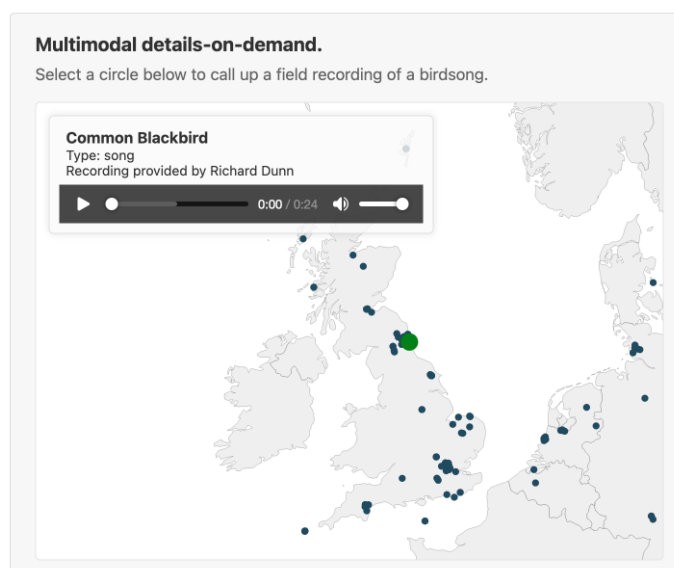 Multimodal details-on-demand.
Select a circle below to call up a field recording of a birdsong.
Common Blackbird
Type: song
Recording provided by Richard Dunn
0:00 / 0:24